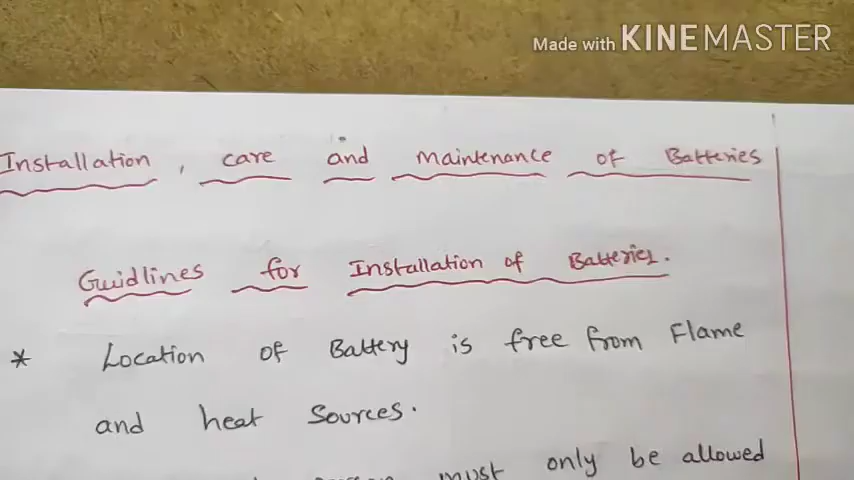 Made with KINEMASTER
Installation, care and maintenance of Batteries
Guidlines for Installation of Batteries.
* Location of Battery is free from Flame
and heat Sources.
must only be allowed